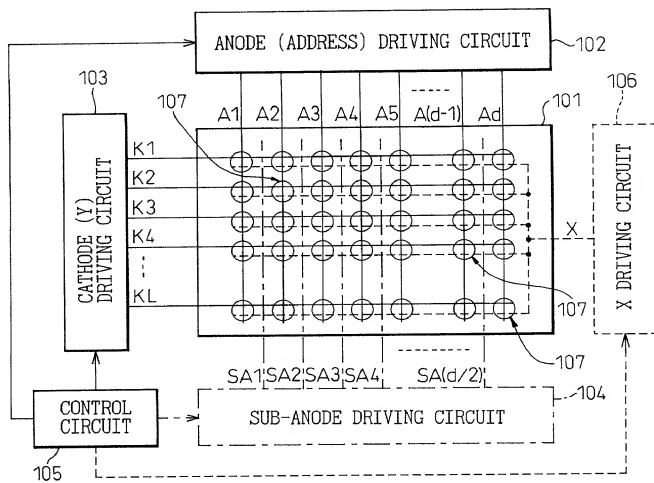 ANODE (ADDRESS) DRIVING CIRCUIT
102
103
106
107
A1
A2
A3
A4
A5
A(d-1)
Ad
101
CATHODE (Y)
DRIVING CIRCUIT
K1
K2
K3
K4
KL
X
X DRIVING CIRCUIT
107
107
SA1
SA2
SA3
SA4
SA(d/2)
104
CONTROL
CIRCUIT
SUB-ANODE DRIVING CIRCUIT
105